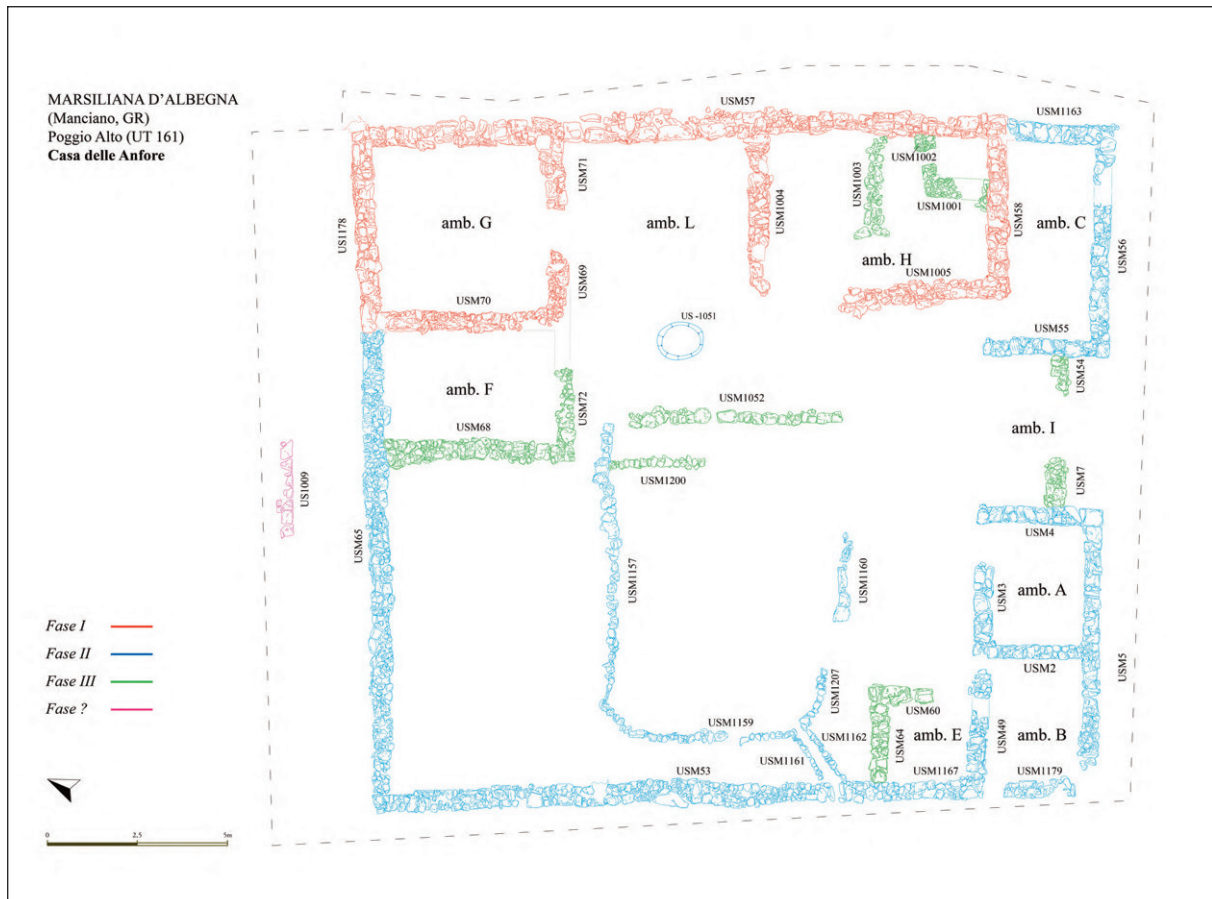 MARSILIANA D'ALBEGNA
(Manciano, GR)
Poggio Alto (UT 161)
Casa delle Anfore
USM57
USM1163
USM71
USM1002
USM1003
USM1004
USM1001
USM58
amb. G
amb. L
amb. C
US1178
USM56
amb. H
USM1005
USM69
USM70
US -1051
USM55
USM54
amb. F
USM72
USM1052
amb. I
USM68
USM1200
USM7
US1009
USM65
USM4
USM1157
USM1160
USM3
amb. A
Fase I
Fase II
Fase III
Fase ?
USM2
USM5
USM1207
USM60
USM49
USM1159
USM1162
USM64
amb. E
amb. B
USM1161
USM53
USM1167
USM1179
0
2,5
5m